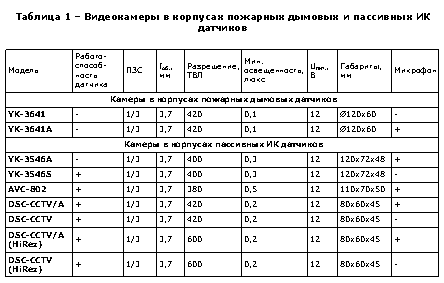 Таблица 1 – Видеокамеры в корпусах пожарных дымовых и пассивных ИК
датчиков
Модель Работо-способ-ность датчика ПЗС fоб., мм Разрешение, ТВЛ Мин. освещенность, люкс Uпит., В Габариты, мм Микрофон
Камеры в корпусах пожарных дымовых датчиков
YK-3641 - 1/3 3,7 420 0,1 12 Ø120x60 -
YK-3641A - 1/3 3,7 420 0,1 12 Ø120x60 +
Камеры в корпусах пассивных ИК датчиков
YK-3546A - 1/3 3,7 400 0,3 12 120x72x48 +
YK-3546S + 1/3 3,7 400 0,3 12 120x72x48 -
AVC-802 + 1/3 3,7 380 0,5 12 110x70x50 +
DSC-CCTV/A + 1/3 3,7 420 0,2 12 80x60x45 +
DSC-CCTV + 1/3 3,7 420 0,2 12 80x60x45 -
DSC-CCTV/A (HiRez) + 1/3 3,7 600 0,2 12 80x60x45 +
DSC-CCTV (HiRez) + 1/3 3,7 600 0,2 12 80x60x45 -